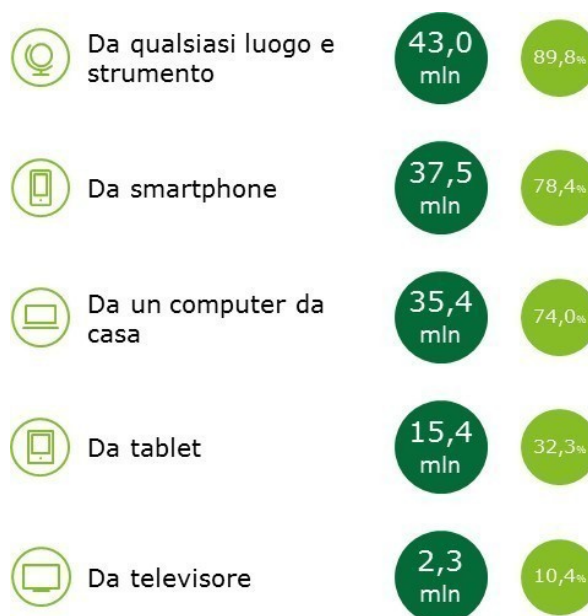 Da qualsiasi luogo e
strumento
43,0
mln
89,8%
Da smartphone
37,5
mln
78,4%
Da un computer da
casa
35,4
mln
74,0%
Da tablet
15,4
mln
32,3%
Da televisore
2,3
mln
10,4%